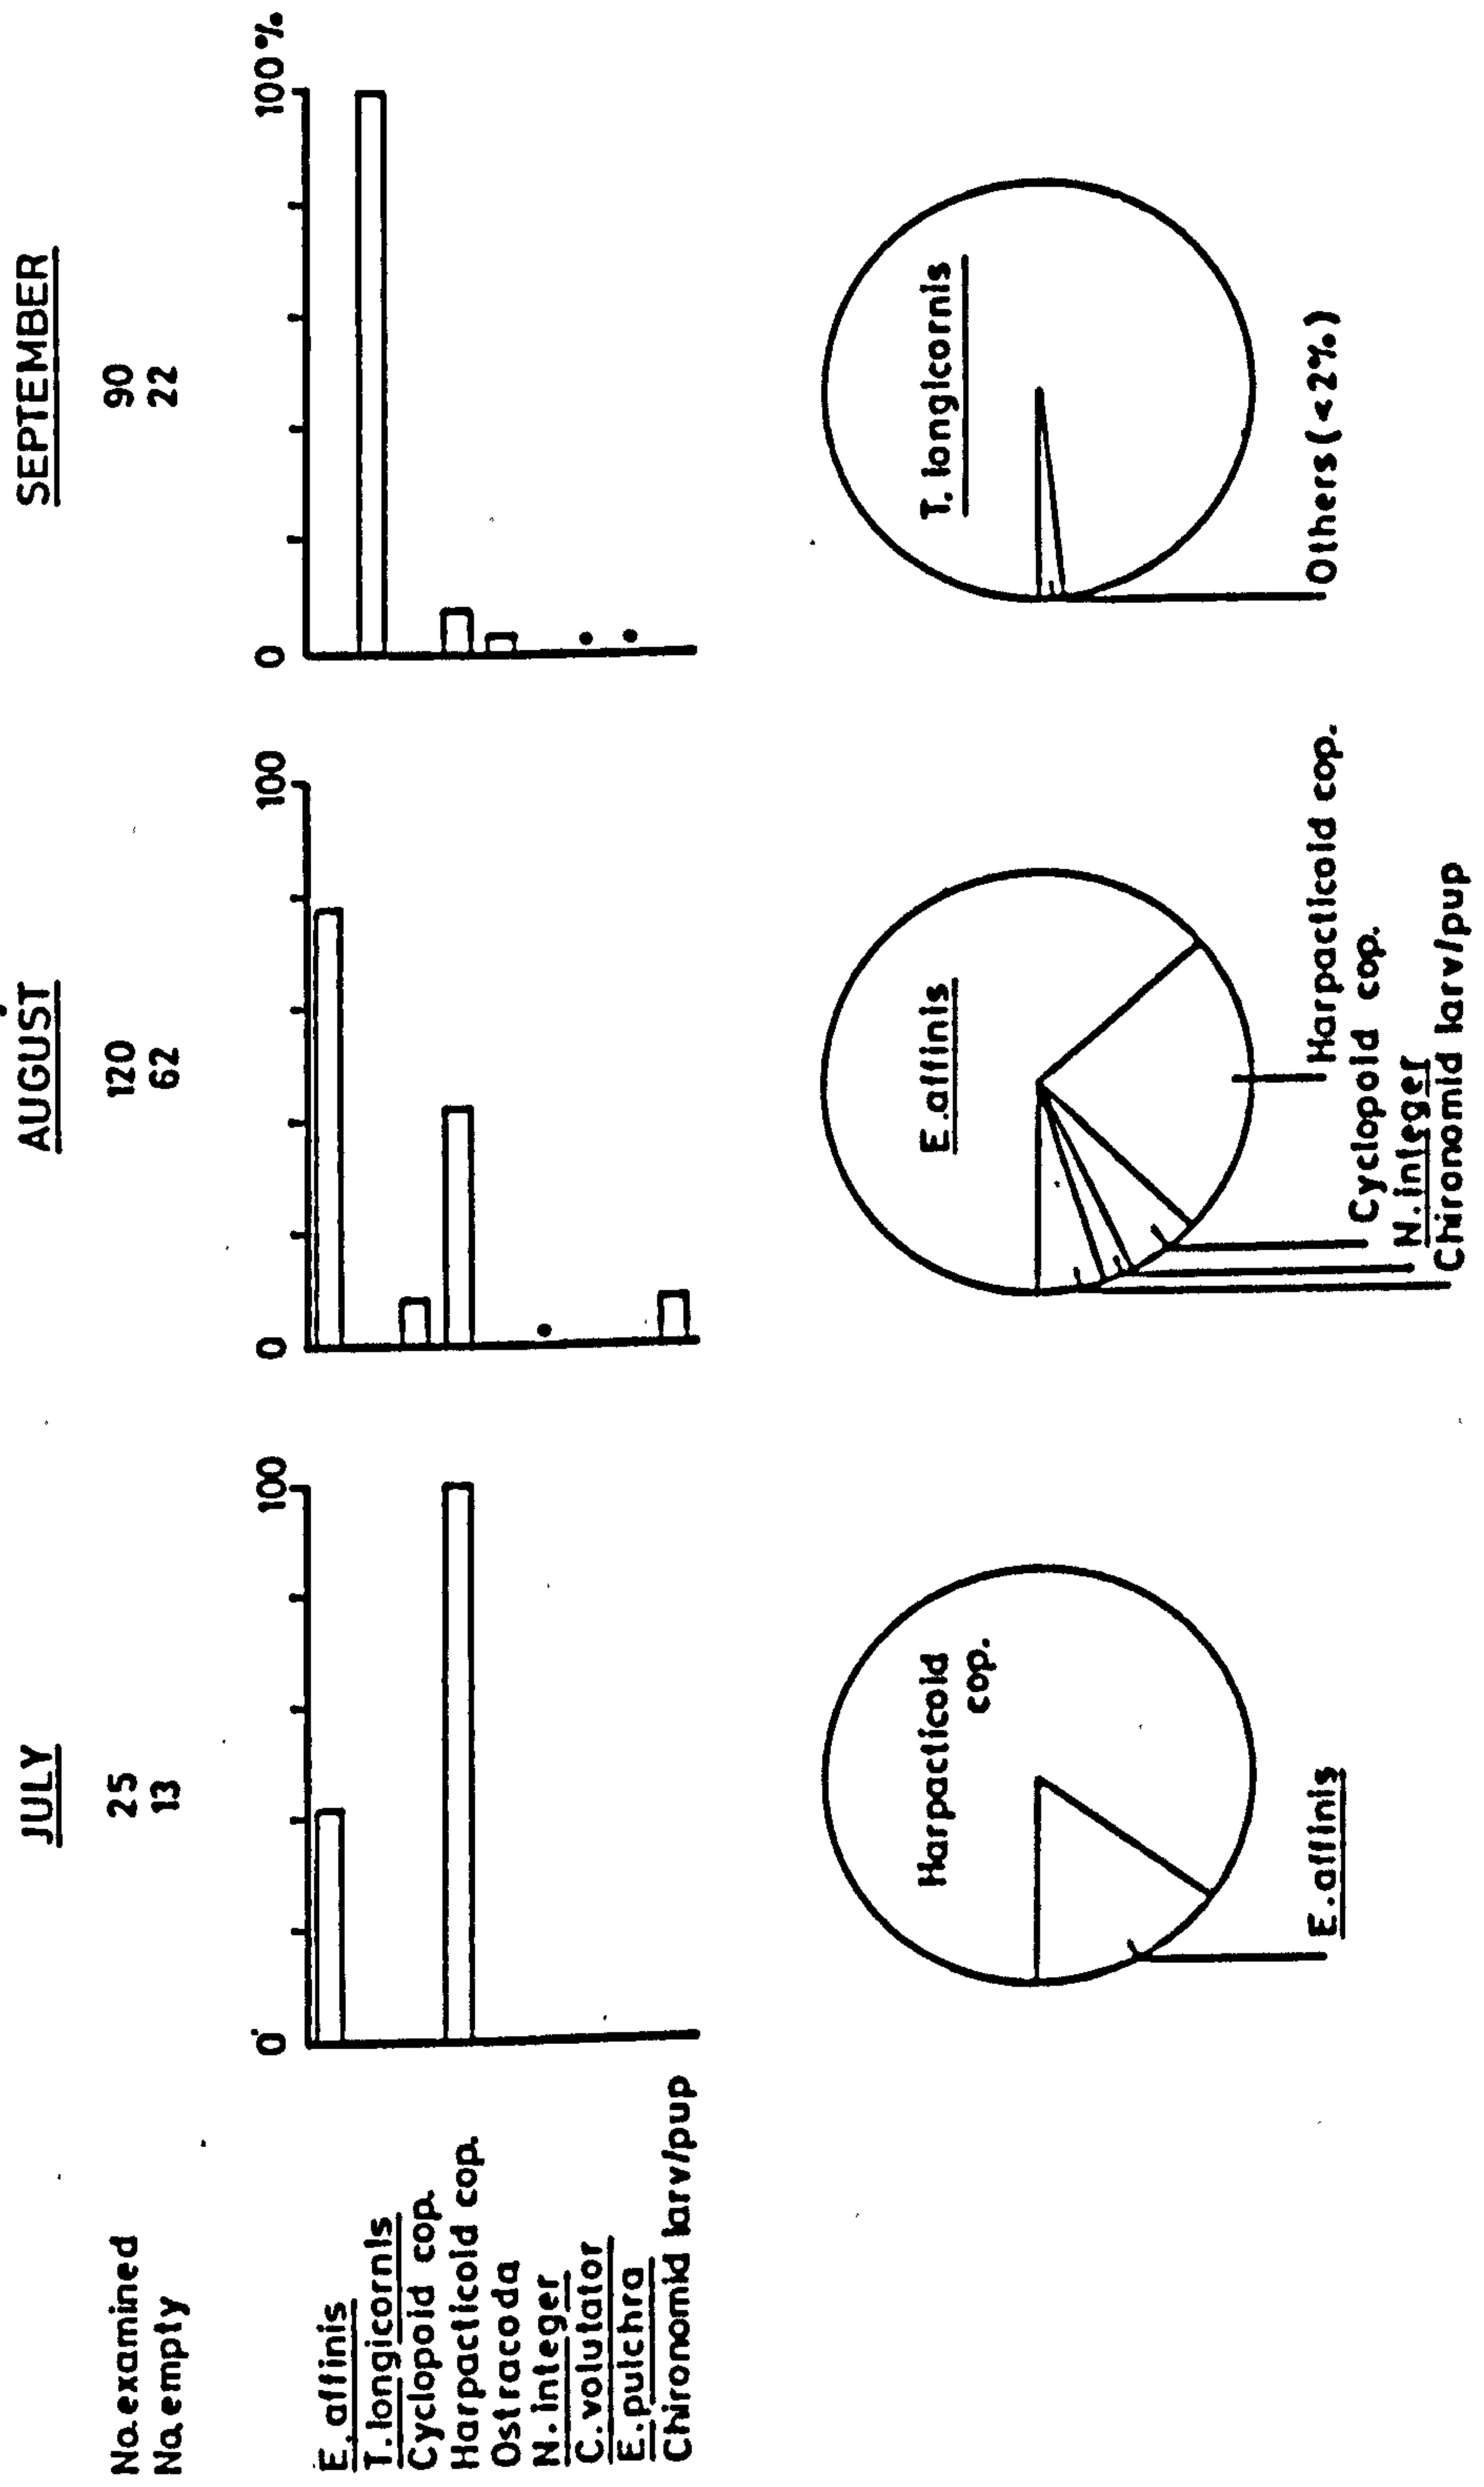 JULY AUGUST SEPTEMBER
No. examined 25 120 90
No. empty 13 62 22
0 100 0 100 0 100%
E. affinis
T. longicornis
Cyclopoid cop.
Harpacticoid cop.
Ostracoda
N. integer
C. volutator
E. pulchra
Chironomid larv/pup
Harpacticoid
cop.
E. affinis
E. affinis
Harpacticoid cop.
Cyclopoid cop.
N. integer
Chironomid larv/pup
T. longicornis
Others (<2%)